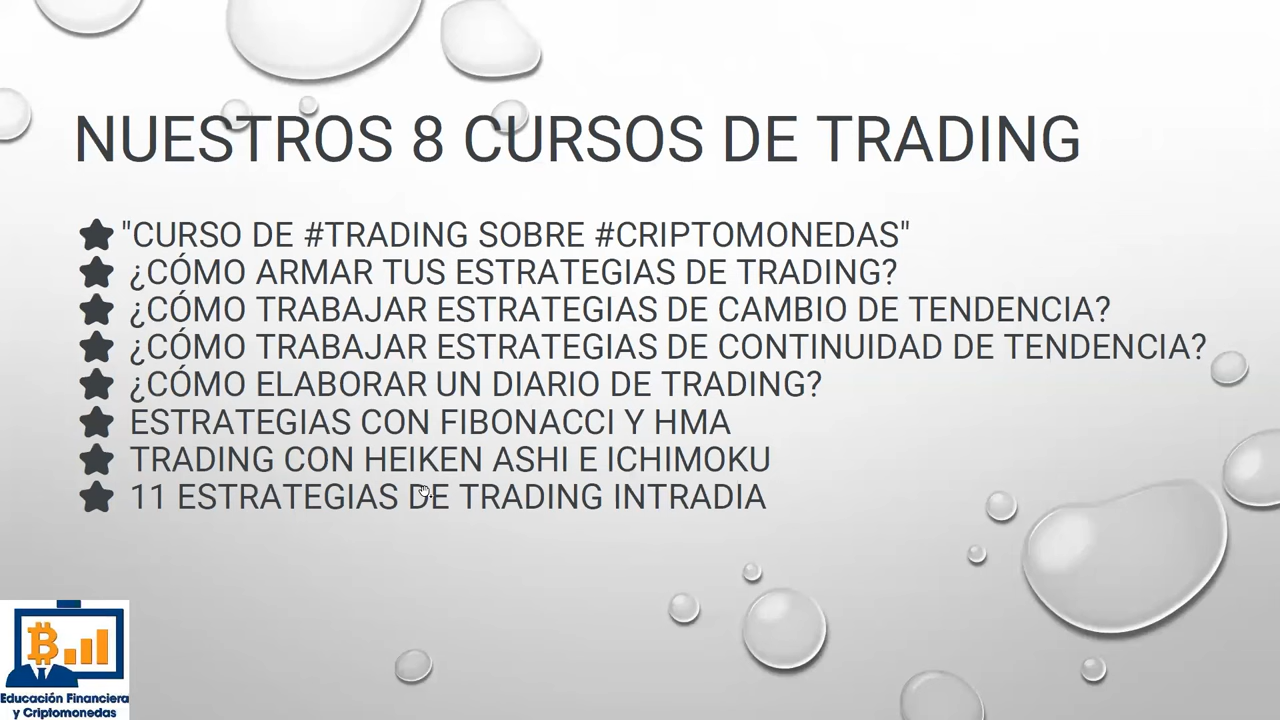 NUESTROS 8 CURSOS DE TRADING
"CURSO DE #TRADING SOBRE #CRIPTOMONEDAS"
¿CÓMO ARMAR TUS ESTRATEGIAS DE TRADING?
¿CÓMO TRABAJAR ESTRATEGIAS DE CAMBIO DE TENDENCIA?
¿CÓMO TRABAJAR ESTRATEGIAS DE CONTINUIDAD DE TENDENCIA?
¿CÓMO ELABORAR UN DIARIO DE TRADING?
ESTRATEGIAS CON FIBONACCI Y HMA
TRADING CON HEIKEN ASHI E ICHIMOKU
11 ESTRATEGIAS DE TRADING INTRADIA
Educación Financiera
y Criptomonedas